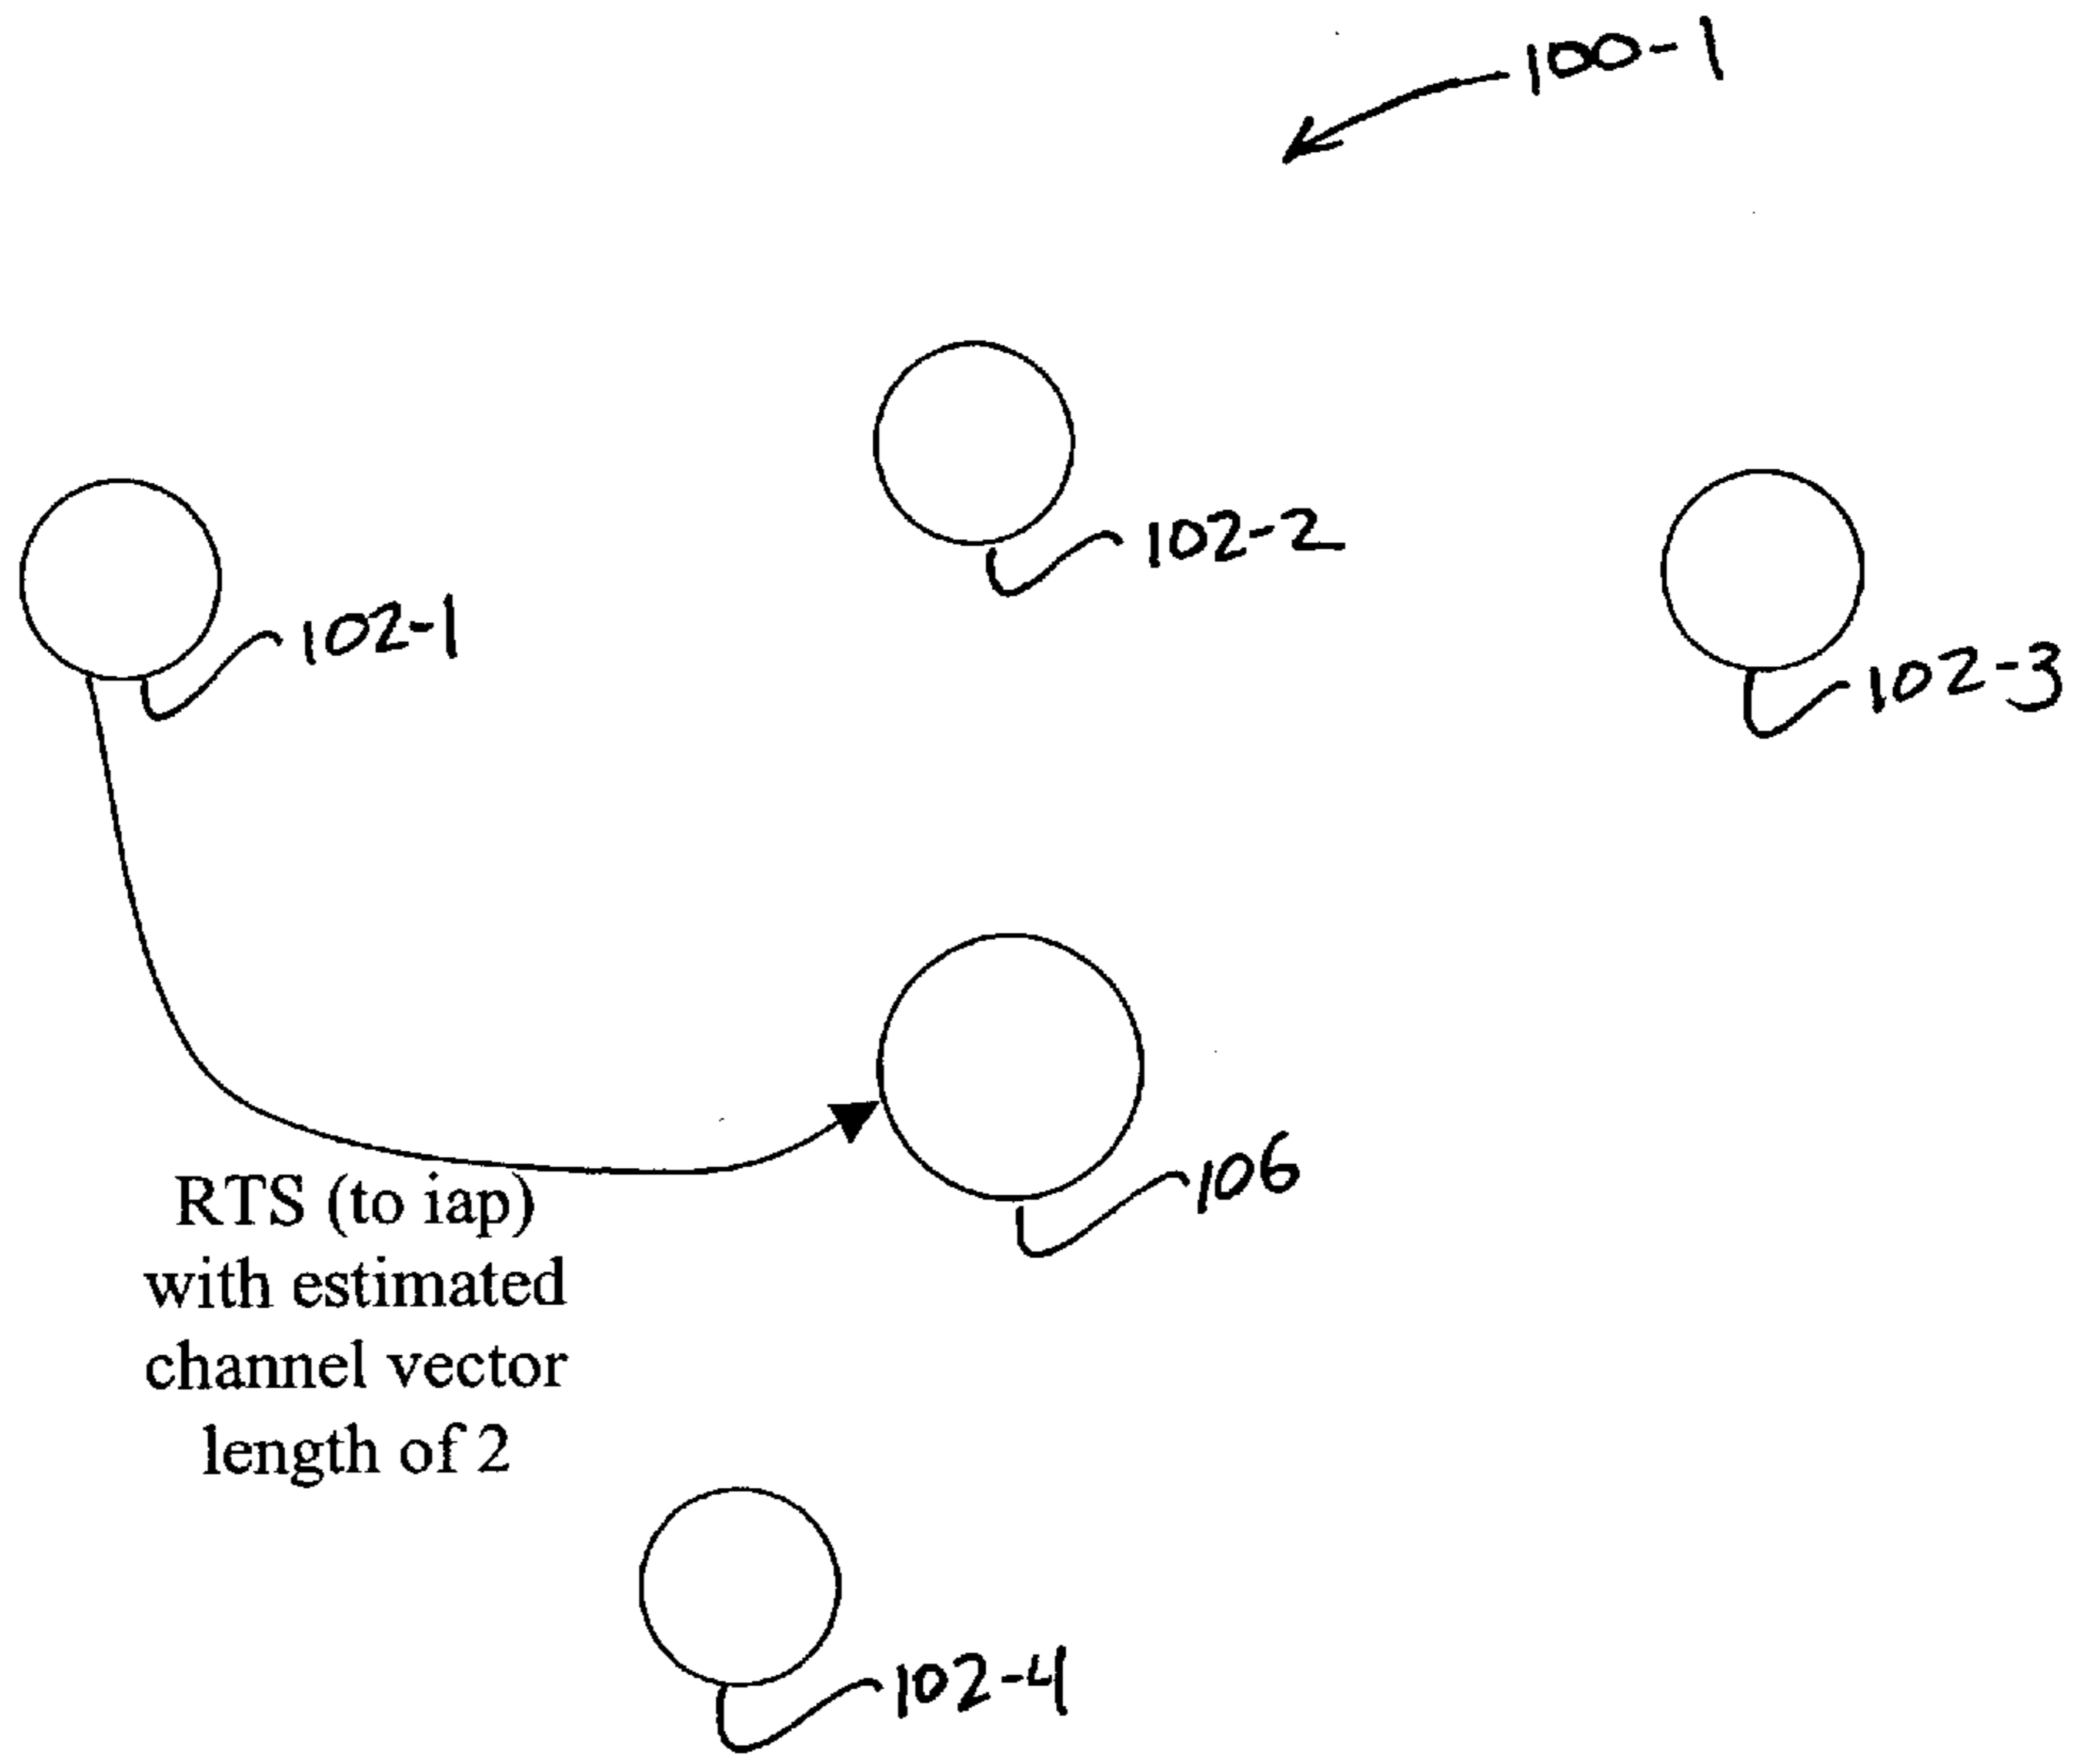 100-1
102-2
102-1
102-3
106
RTS (to iap)
with estimated
channel vector
length of 2
102-4